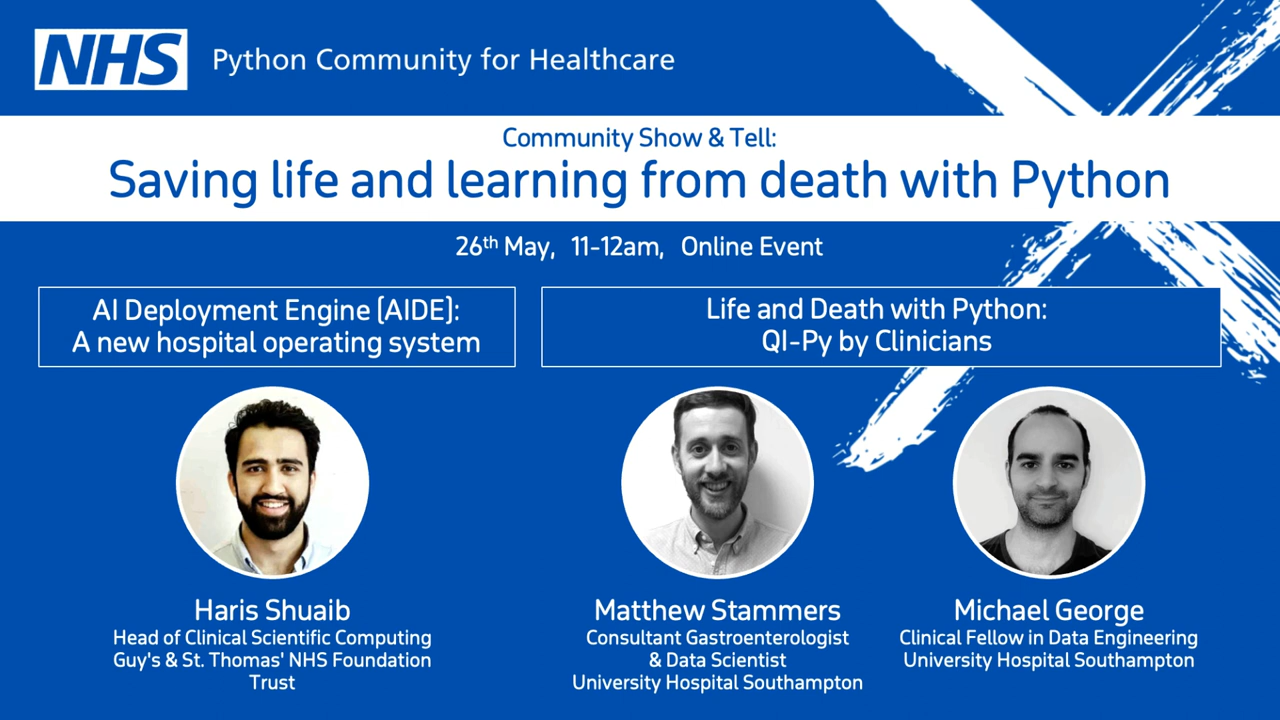 NHS Python Community for Healthcare
Community Show & Tell:
Saving life and learning from death with Python
26th May, 11-12am, Online Event
AI Deployment Engine (AIDE):
A new hospital operating system
Life and Death with Python:
QI-Py by Clinicians
Haris Shuaib
Head of Clinical Scientific Computing
Guy's & St. Thomas' NHS Foundation
Trust
Matthew Stammers
Consultant Gastroenterologist
& Data Scientist
University Hospital Southampton
Michael George
Clinical Fellow in Data Engineering
University Hospital Southampton